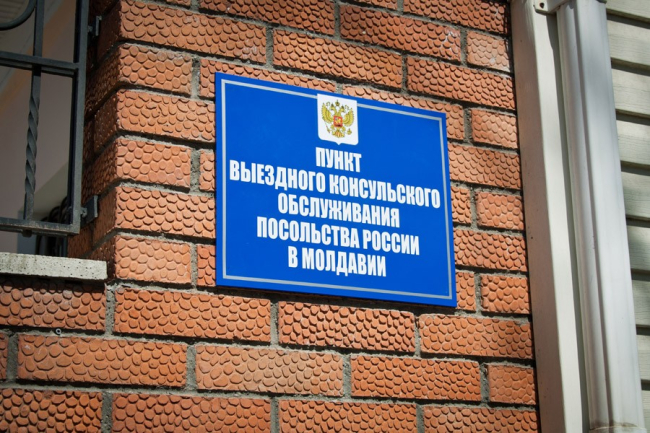 ПУНКТ
ВЫЕЗДНОГО КОНСУЛЬСКОГО
ОБСЛУЖИВАНИЯ
ПОСОЛЬСТВА РОССИИ
В МОЛДАВИИ